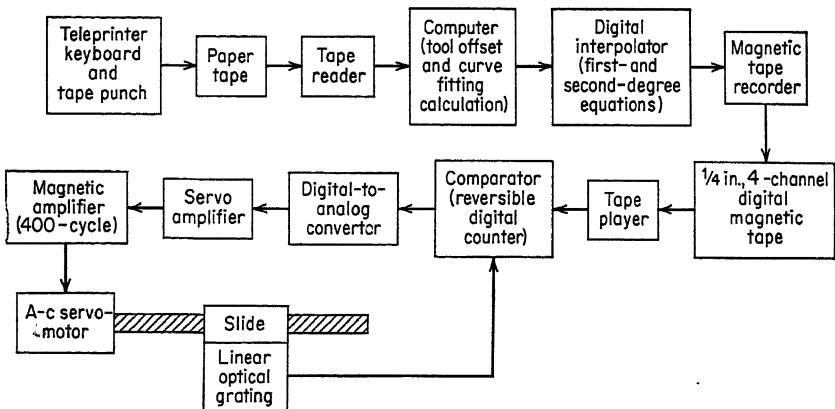 Teleprinter
keyboard
and
tape punch
Paper
tape
Tape
reader
Computer
(tool offset
and curve
fitting
calculation)
Digital
interpolator
(first- and
second-degree
equations)
Magnetic
tape
recorder
Magnetic
amplifier
(400-cycle)
Servo
amplifier
Digital-to-
analog
convertor
Comparator
(reversible
digital
counter)
Tape
player
1/4 in., 4-channel
digital
magnetic
tape
A-c servo-
motor
Slide
Linear
optical
grating